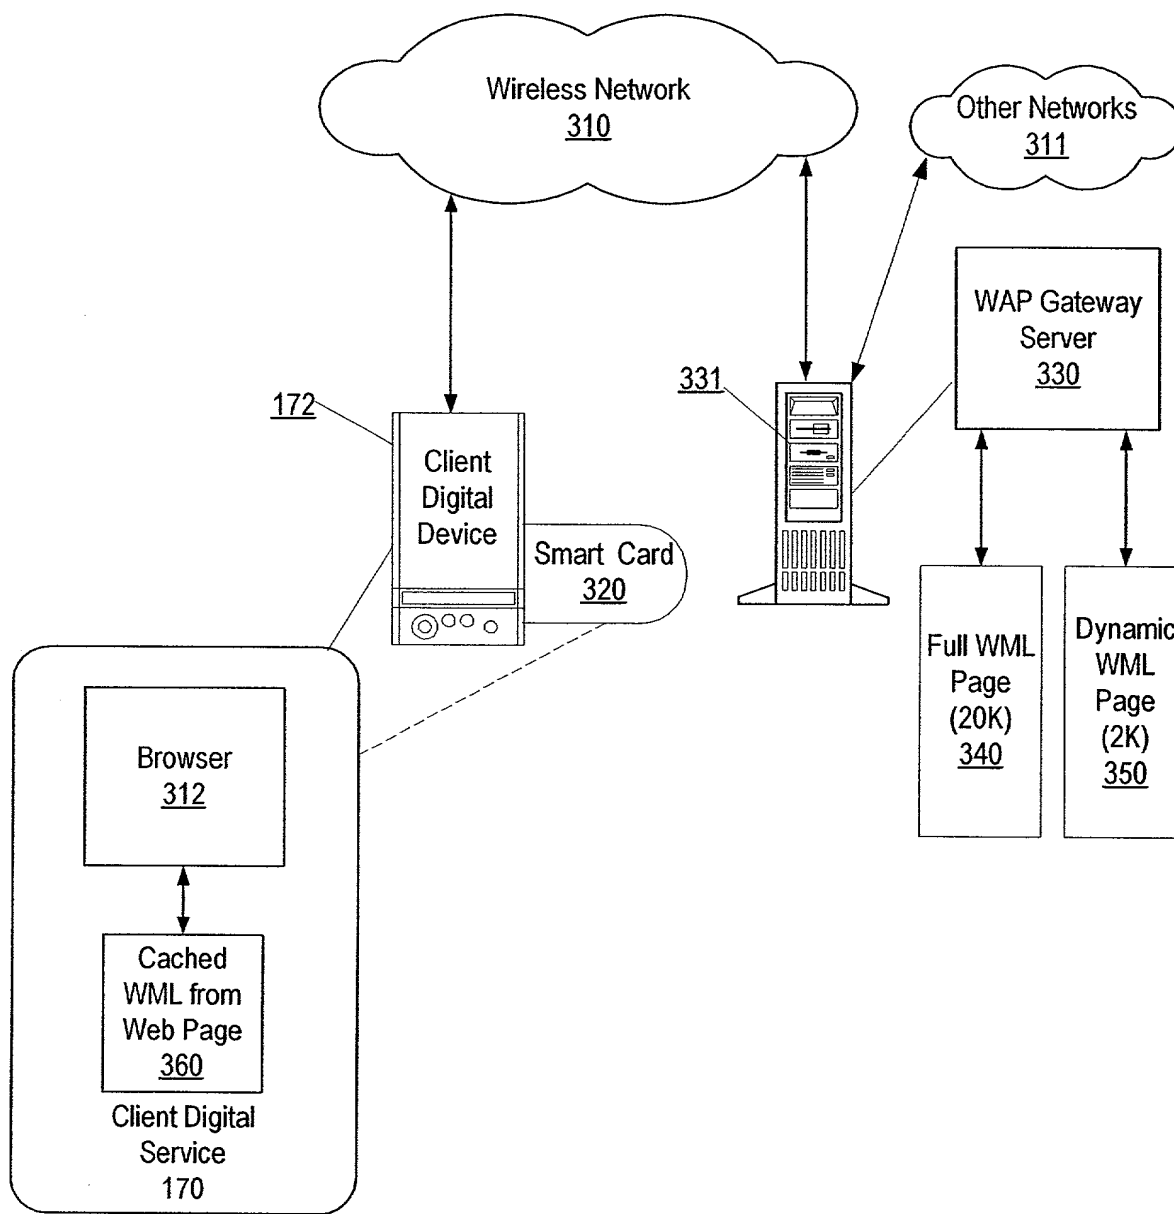 Wireless Network
310
Other Networks
311
WAP Gateway
Server
330
331
172
Client
Digital
Device
Smart Card
320
Full WML
Page
(20K)
340
Dynamic
WML
Page
(2K)
350
Browser
312
Cached
WML from
Web Page
360
Client Digital
Service
170